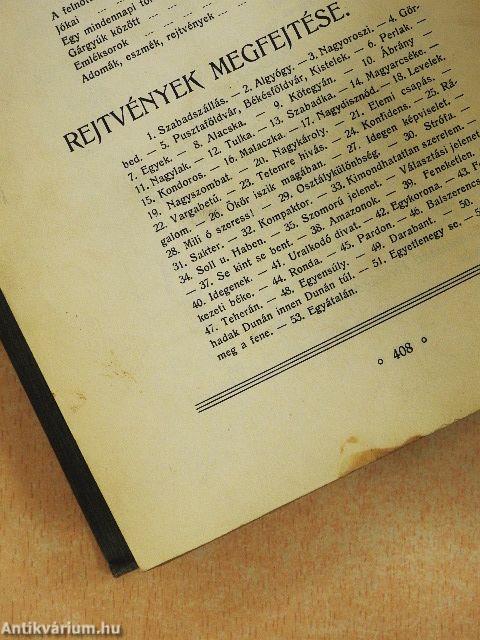 A felnőt
Jókai ... ...
Egy mindennapi tör
Gárgyúk között ...
Emléksorok ... ...
Adomák, eszmék, rejtvények ... ...
REJTVÉNYEK MEGFEJTÉSE.
1. Szabadszállás. — 2. Algyógy. — 3. Nagyoroszi. — 4. Gör-
bed. — 5. Pusztaföldvár, Békésföldvár, Kistelek. — 6. Perlak. —
7. Egyek. — 8. Alacska. — 9. Kötegyán. — 10. Ábrány
11. Nagylak. — 12. Tulka. — 13. Szabadka. — 14. Magyarcséke.
15. Kondoros. — 16. Malaczka. — 17. Nagydisznód. — 18. Levelek.
19. Nagyszombat. — 20. Nagykároly. — 21. Elemi csapás. —
22. Vargabetű. — 23. Tetemre hivás. — 24. Konfidens. — 25. Rá-
galom. — 26. Ökör iszik magában. — 27. Idegen képviselet. —
28. Mili ó szeress! — 29. Osztálykülönbség — 30. Strófa. —
31. Sakter. — 32. Kompaktor. — 33. Kimondhatatlan szerelem.
34. Soll u. Haben. — 35. Szomorú jelenet. — Választási jelenet
— 37. Se kint se bent. — 38. Amazonok. — 39. Feneketlen.
40. Idegenek. — 41. Uralkodó divat. — 42. Egykorona. — 43. F
kezeti béke. — 44. Ronda. — 45. Pardon. — 46. Balszerencs
47. Teherán. — 48. Egyensúly. — 49. Darabant. — 50.
hadak Dunán innen Dunán túl. — 51. Egyetlenegy se. — 5
meg a fene. — 53. Egyátalán.
408
Antikvárium.hu